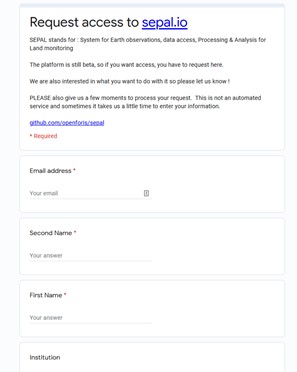 Request access to sepal.io
SEPAL stands for : System for Earth observations, data access, Processing & Analysis for
Land monitoring
The platform is still beta, so if you want access, you have to request here.
We are also interested in what you want to do with it so please let us know !
PLEASE also give us a few moments to process your request. This is not an automated
service and sometimes it takes us a little time to enter your information.
github.com/openforis/sepal
* Required
Email address *
Your email
Second Name *
Your answer
First Name *
Your answer
Institution